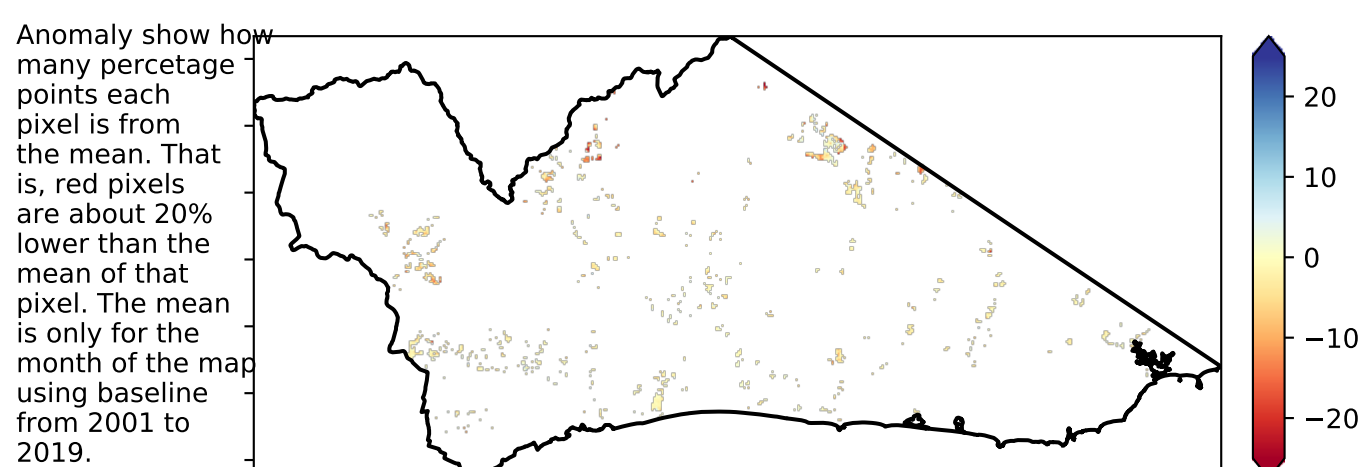 Anomaly show how
many percetage
points each
pixel is from
the mean. That
is, red pixels
are about 20%
lower than the
mean of that
pixel. The mean
is only for the
month of the map
using baseline
from 2001 to
2019.
20
10
0
−10
−20